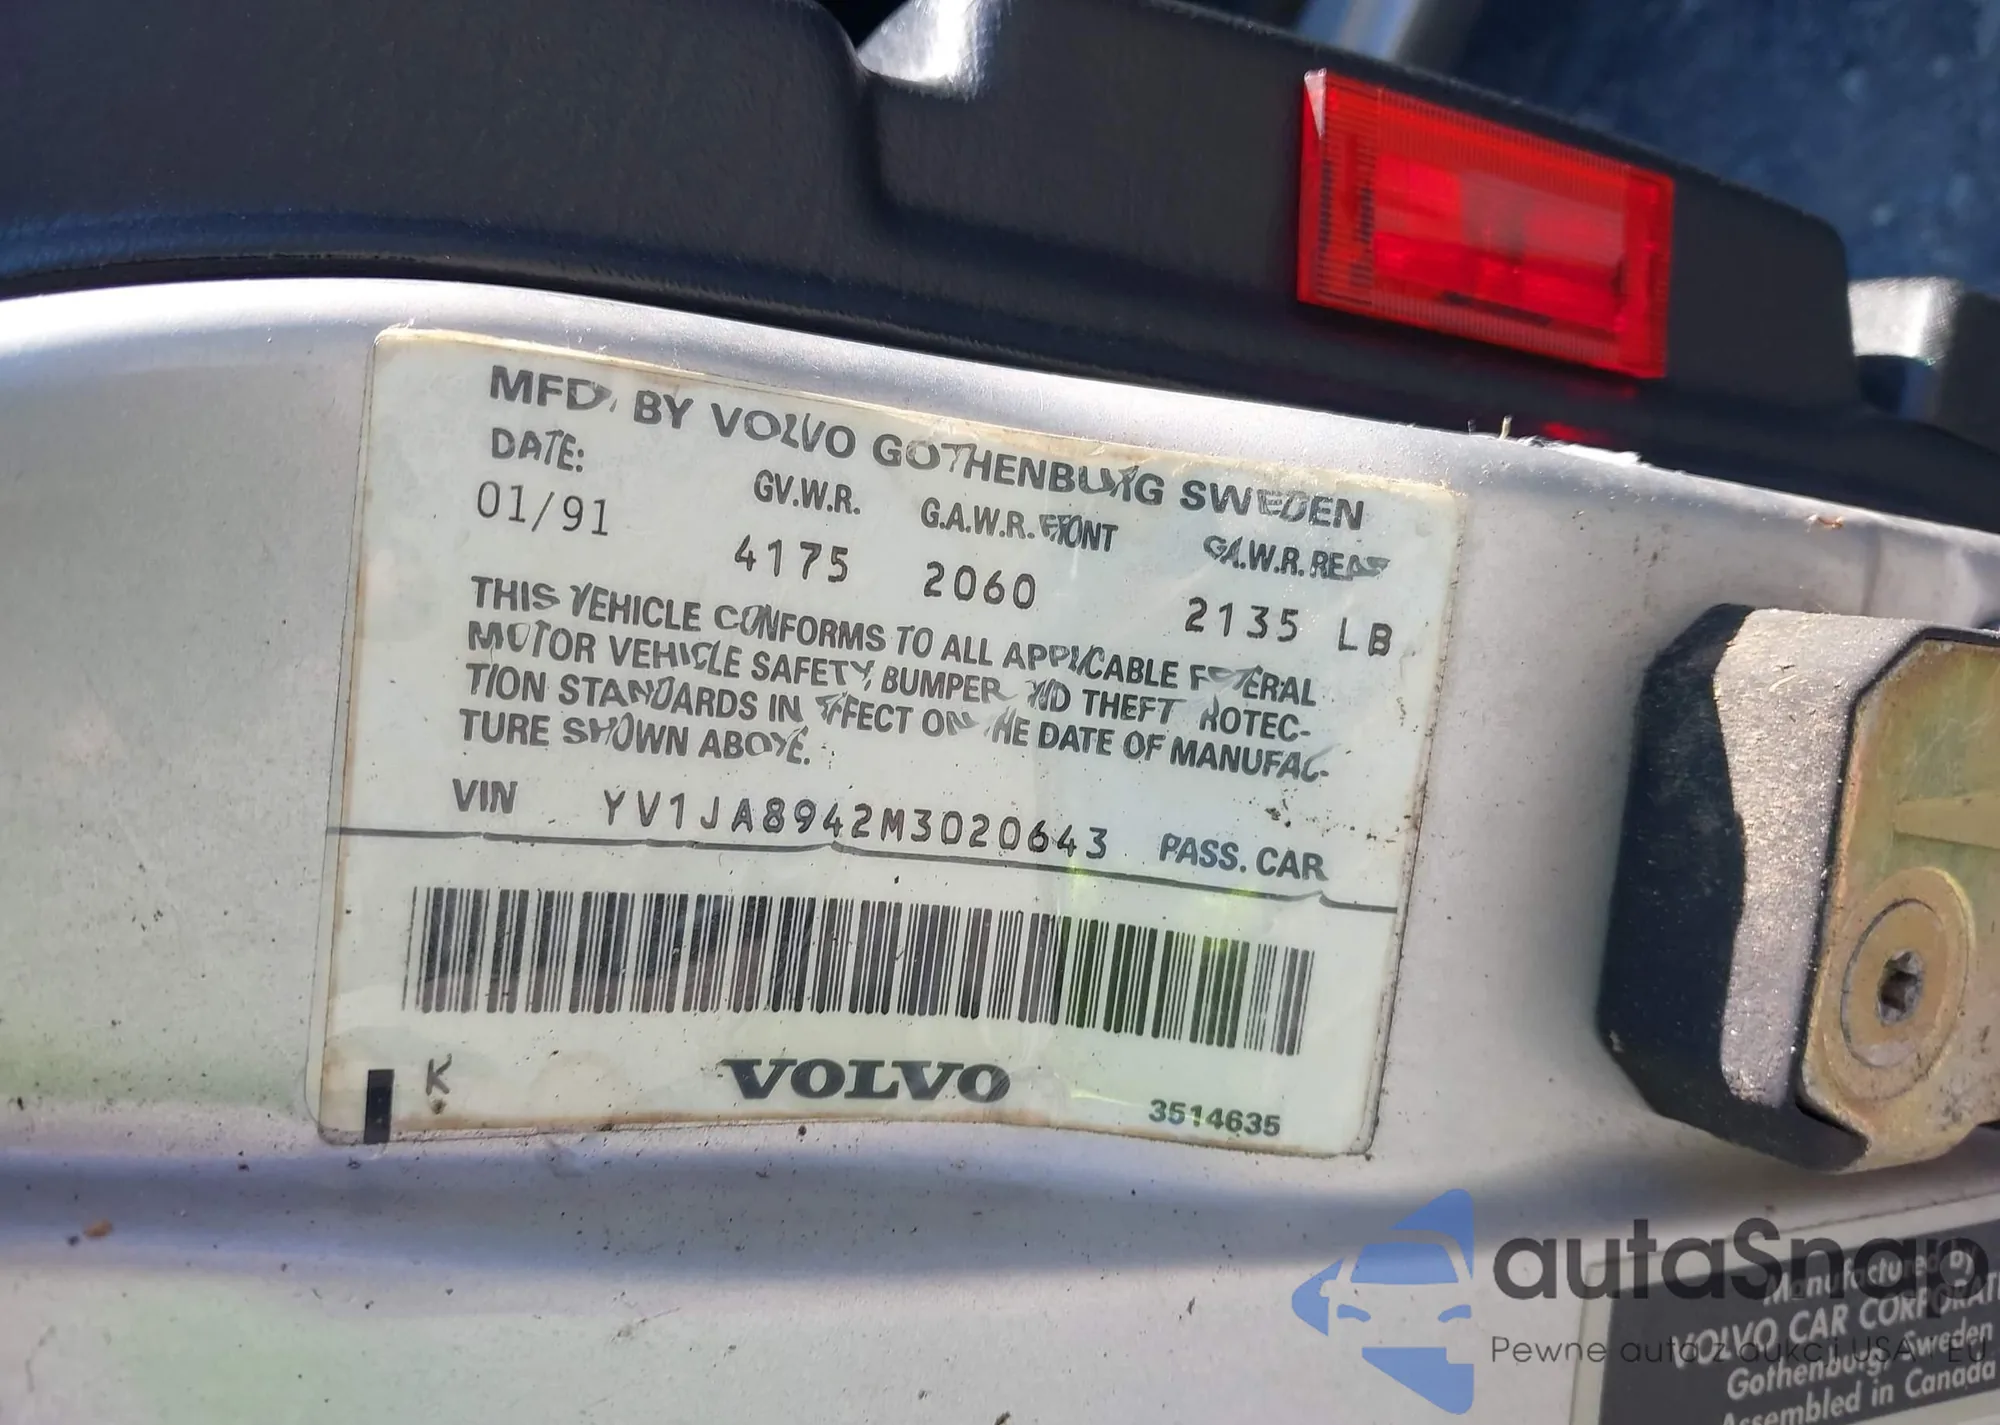 MFD. BY VOLVO GOTHENBURG SWEDEN
DATE: G.V.W.R. G.A.W.R. FRONT G.A.W.R. REAR
01/91 4175 2060 2135 LB
THIS VEHICLE CONFORMS TO ALL APPLICABLE FEDERAL
MOTOR VEHICLE SAFETY, BUMPER AND THEFT PROTEC-
TION STANDARDS IN EFFECT ON THE DATE OF MANUFAC-
TURE SHOWN ABOVE.
VIN YV1JA8942M3020643 PASS. CAR
K
VOLVO
3514635
autaSnap
Pewne auta z aukcji USA
EU
Manufactured by
VOLVO CAR CORPORATI
Gothenburg, Sweden
Assembled in Canada